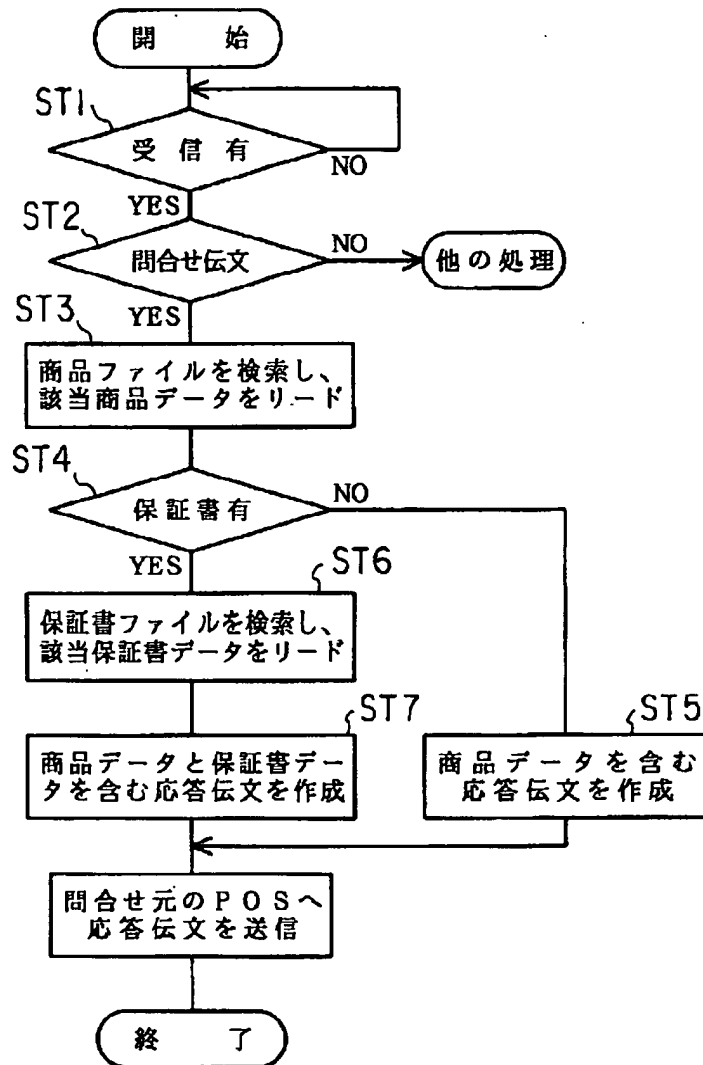 開 始
ST1
受信有
NO
YES
ST2
問合せ伝文
NO
他の処理
YES
ST3
商品ファイルを検索し、
該当商品データをリード
ST4
保証書有
NO
YES
ST6
保証書ファイルを検索し、
該当保証書データをリード
ST7
商品データと保証書デー
タを含む応答伝文を作成
ST5
商品データを含む
応答伝文を作成
問合せ元のPOSへ
応答伝文を送信
終 了